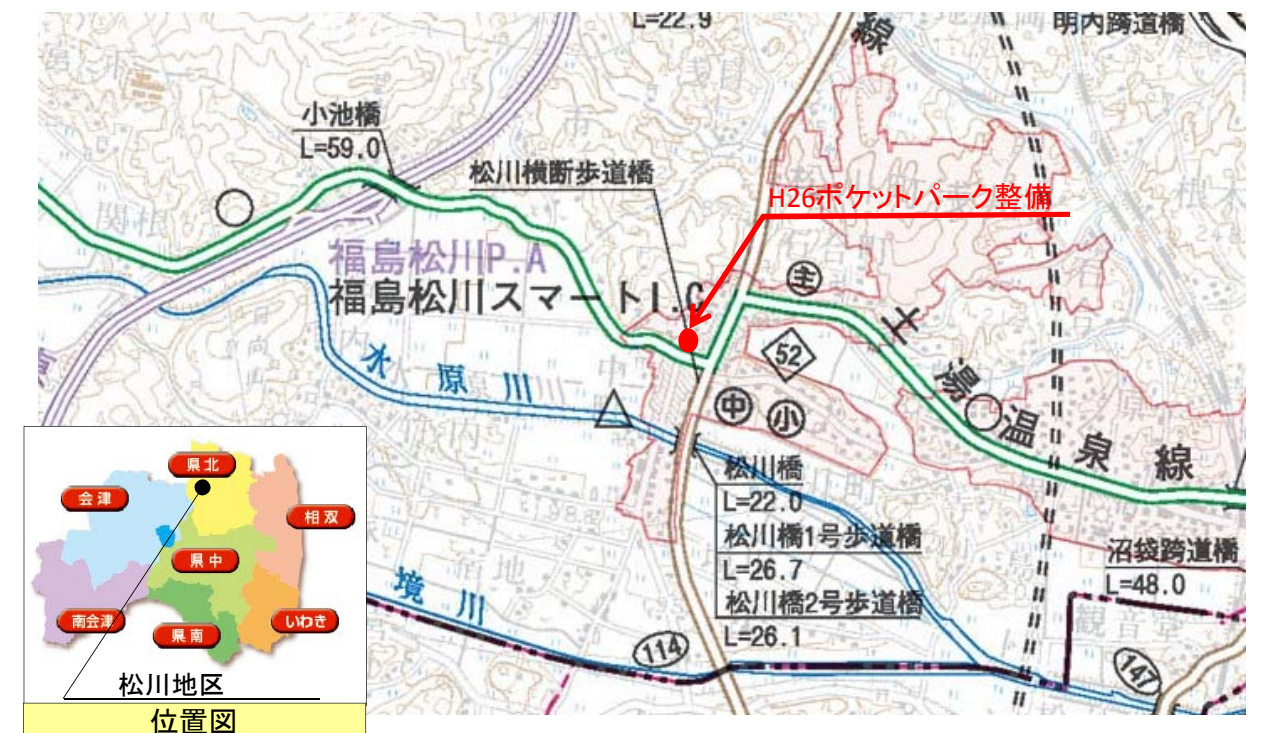 L=22.9
線
明内跨道橋
小池橋
L=59.0
松川横断歩道橋
H26ポケットパーク整備
関根
福島松川P.A
福島松川スマートI.C
主
土湯温泉線
52
水原川
中
小
松川橋
L=22.0
松川橋1号歩道橋
L=26.7
松川橋2号歩道橋
L=26.1
沼袋跨道橋
L=48.0
境川
114
147
県北
会津
相双
県中
南会津
県南
いわき
松川地区
位置図